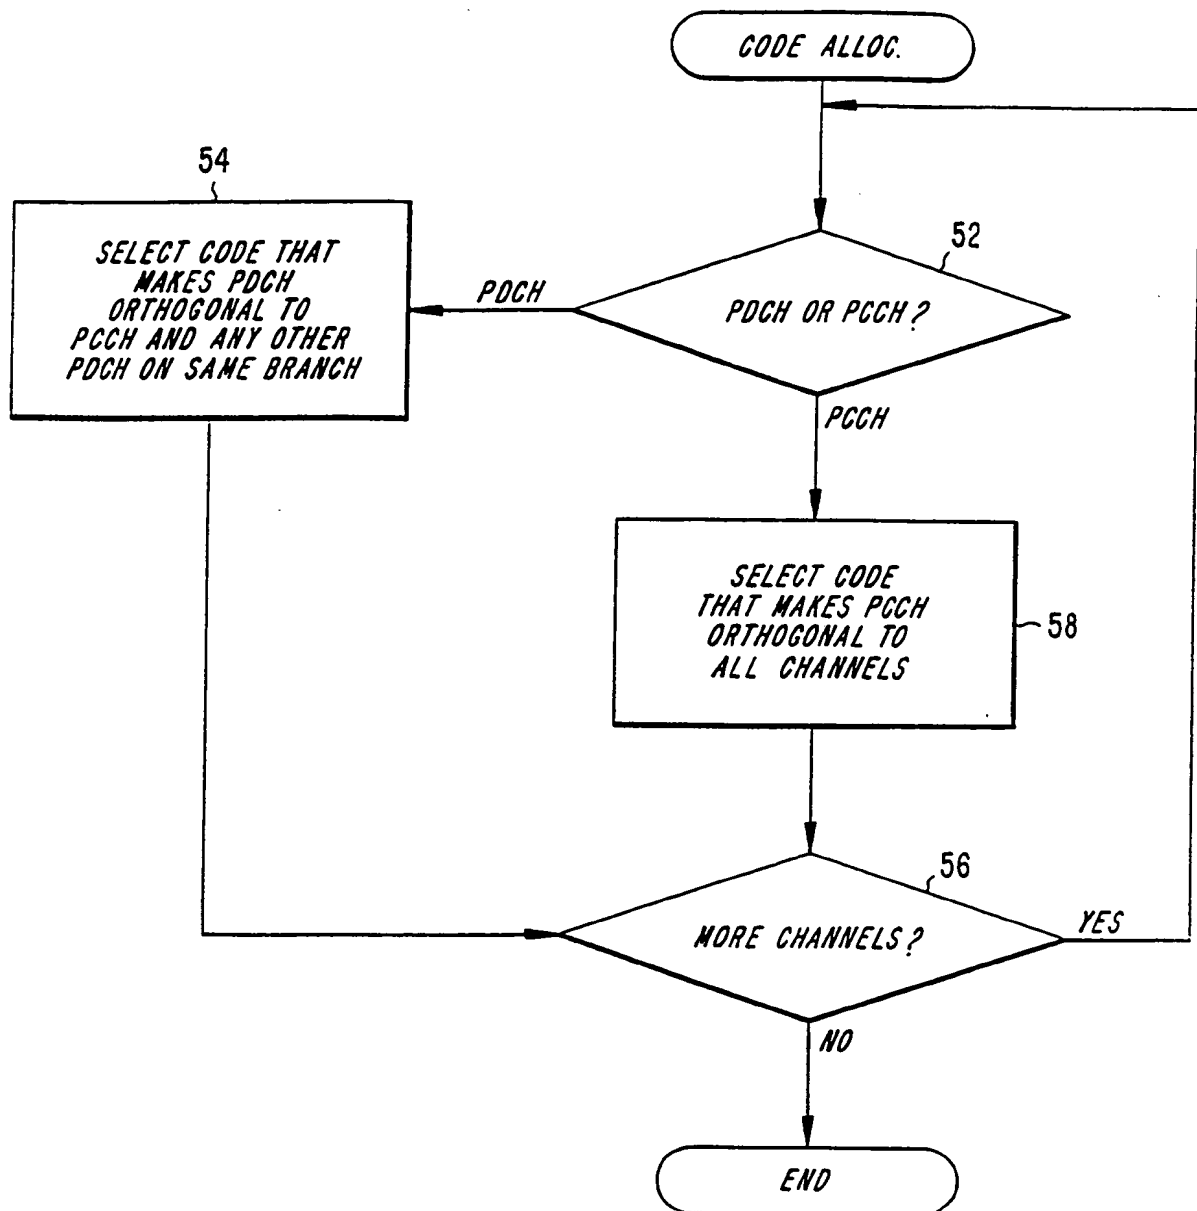 CODE ALLOC.
54
SELECT CODE THAT
MAKES PDCH
ORTHOGONAL TO
PCCH AND ANY OTHER
PDCH ON SAME BRANCH
PDCH
52
PDCH OR PCCH?
PCCH
SELECT CODE
THAT MAKES PCCH
ORTHOGONAL TO
ALL CHANNELS
58
56
MORE CHANNELS?
YES
NO
END